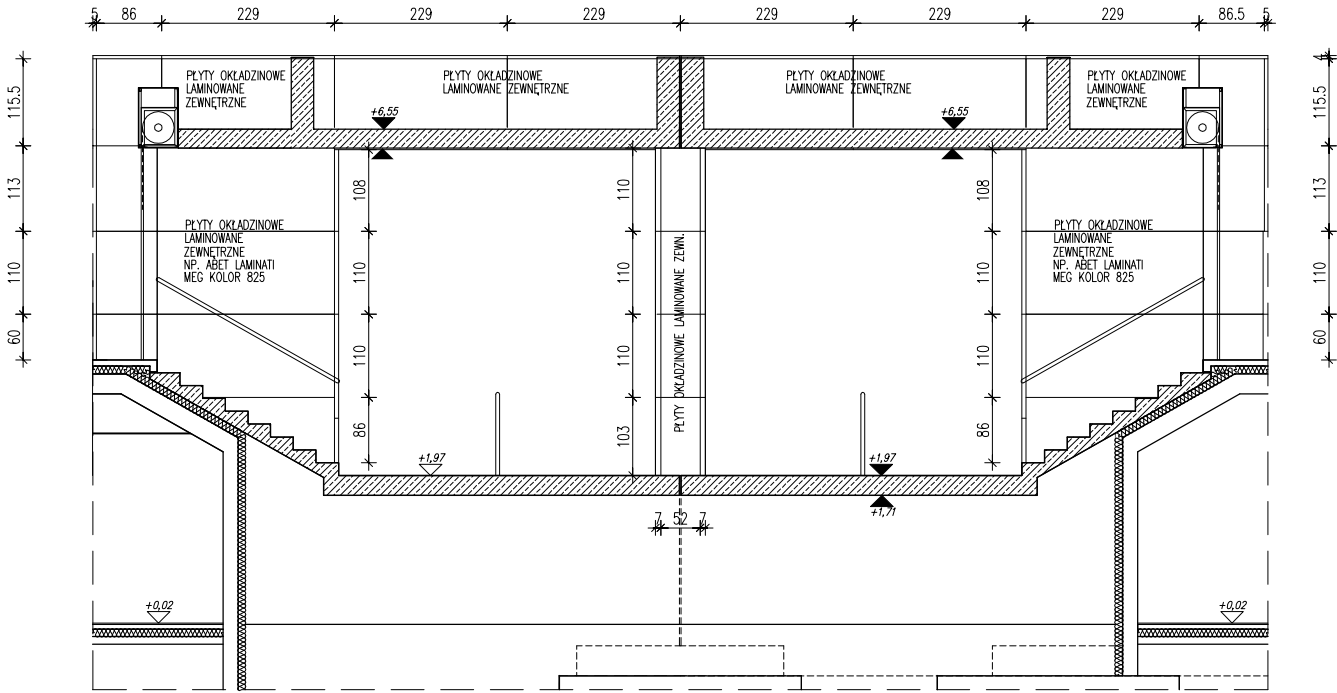 5 86 229 229 229 229 229 229 86.5 5
PŁYTY OKŁADZINOWE
LAMINOWANE
ZEWNĘTRZNE
PŁYTY OKŁADZINOWE
LAMINOWANE ZEWNĘTRZNE
PŁYTY OKŁADZINOWE
LAMINOWANE ZEWNĘTRZNE
PŁYTY OKŁADZINOWE
LAMINOWANE
ZEWNĘTRZNE
4
115.5
115.5
+6,55
+6,55
113
108
110
108
113
PŁYTY OKŁADZINOWE
LAMINOWANE
ZEWNĘTRZNE
NP. ABET LAMINATI
MEG KOLOR 825
PŁYTY OKŁADZINOWE LAMINOWANE ZEWN.
PŁYTY OKŁADZINOWE
LAMINOWANE
ZEWNĘTRZNE
NP. ABET LAMINATI
MEG KOLOR 825
110
110
110
110
110
60
110
110
110
60
86
103
86
+1,97
+1,97
+1,71
7 52 7
+0,02
+0,02